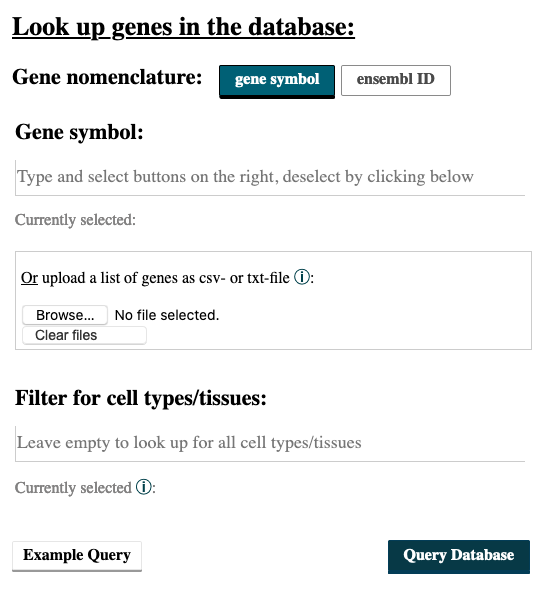 Look up genes in the database:
Gene nomenclature: gene symbol ensembl ID
Gene symbol:
Type and select buttons on the right, deselect by clicking below
Currently selected:
Or upload a list of genes as csv- or txt-file ⓘ:
Browse... No file selected.
Clear files
Filter for cell types/tissues:
Leave empty to look up for all cell types/tissues
Currently selected ⓘ:
Example Query Query Database